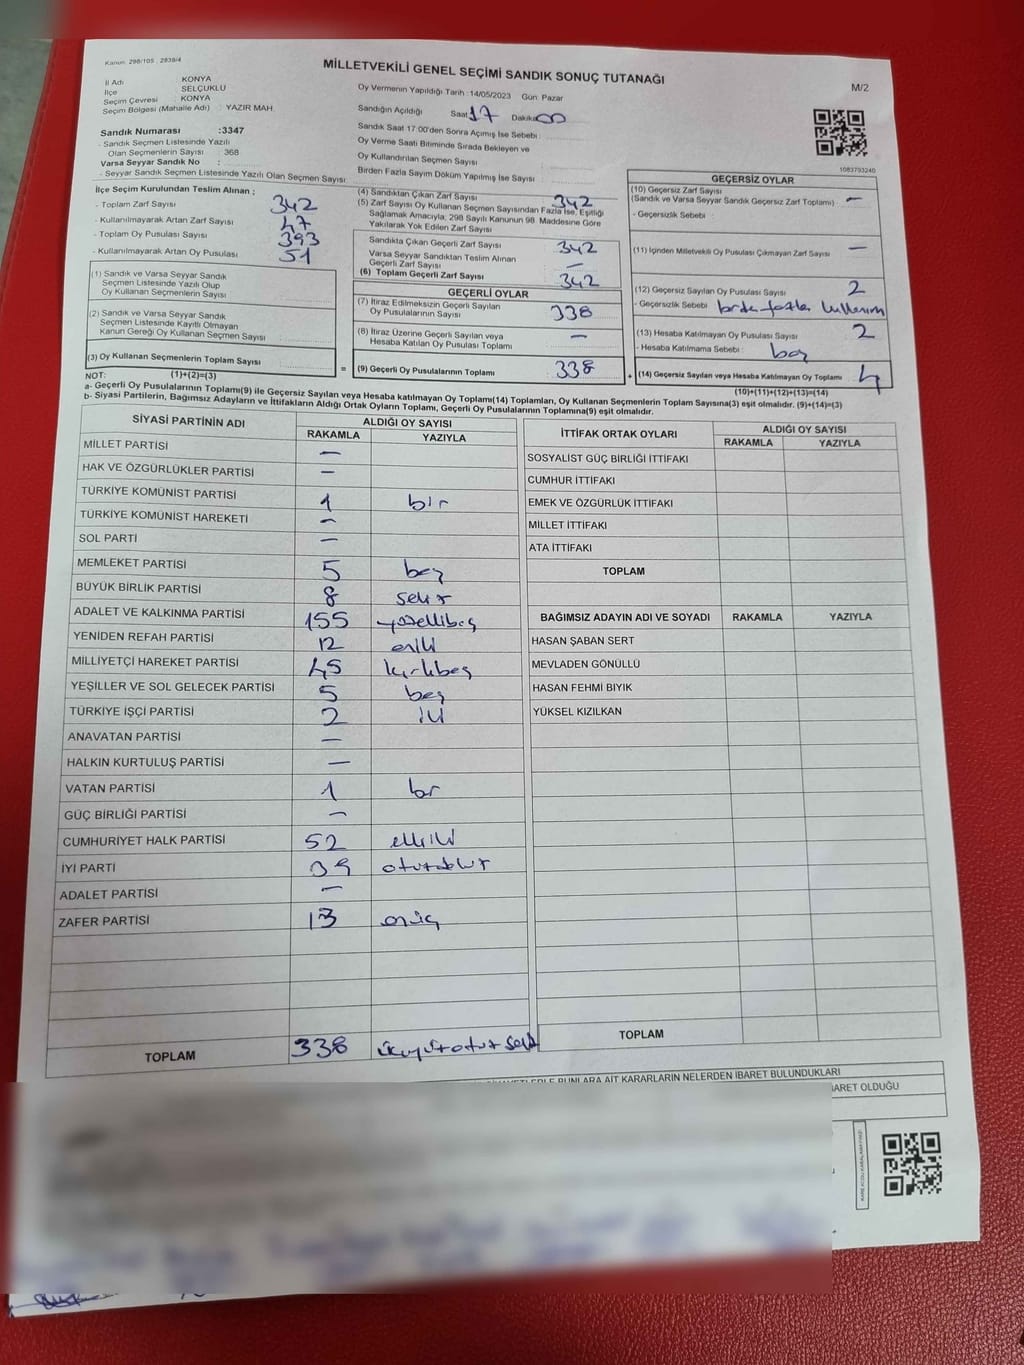 Kanun: 298/105 , 2839/4
MİLLETVEKİLİ GENEL SEÇİMİ SANDIK SONUÇ TUTANAĞI
M/2
İl Adı : KONYA
İlçe : SELÇUKLU
Seçim Çevresi : KONYA
Seçim Bölgesi (Mahalle Adı) : YAZIR MAH.
Oy Vermenin Yapıldığı Tarih : 14/05/2023 Gün: Pazar
Sandığın Açıldığı Saat 17 Dakika 00
Sandık Saat 17:00'den Sonra Açımış İse Sebebi :
Oy Verme Saati Bitiminde Sırada Bekleyen ve
Oy Kullandırılan Seçmen Sayısı
Birden Fazla Sayım Döküm Yapılmış İse Sayısı :
Sandık Numarası :3347
- Sandık Seçmen Listesinde Yazılı
Olan Seçmenlerin Sayısı : 368
Varsa Seyyar Sandık No :
- Seyyar Sandık Seçmen Listesinde Yazılı Olan Seçmen Sayısı:
1083793240
İlçe Seçim Kurulundan Teslim Alınan ;
- Toplam Zarf Sayısı 342
- Kullanılmayarak Artan Zarf Sayısı 47
- Toplam Oy Pusulası Sayısı 393
- Kullanılmayarak Artan Oy Pusulası 51
(1) Sandık ve Varsa Seyyar Sandık
Seçmen Listesinde Yazılı Olup
Oy Kullanan Seçmenlerin Sayısı
(2) Sandık ve Varsa Seyyar Sandık
Seçmen Listesinde Kayıtlı Olmayan
Kanun Gereği Oy Kullanan Seçmen Sayısı
(3) Oy Kullanan Seçmenlerin Toplam Sayısı
=
(4) Sandıktan Çıkan Zarf Sayısı 342
(5) Zarf Sayısı Oy Kullanan Seçmen Sayısından Fazla İse, Eşitliği
Sağlamak Amacıyla; 298 Sayılı Kanunun 98. Maddesine Göre
Yakılarak Yok Edilen Zarf Sayısı
Sandıkta Çıkan Geçerli Zarf Sayısı 342
Varsa Seyyar Sandıktan Teslim Alınan
Geçerli Zarf Sayısı —
(6) Toplam Geçerli Zarf Sayısı 342
GEÇERLİ OYLAR
(7) İtiraz Edilmeksizin Geçerli Sayılan
Oy Pusulalarının Sayısı 338
(8) İtiraz Üzerine Geçerli Sayılan veya
Hesaba Katılan Oy Pusulası Toplamı —
(9) Geçerli Oy Pusulalarının Toplamı 338
+
GEÇERSİZ OYLAR
(10) Geçersiz Zarf Sayısı
(Sandık ve Varsa Seyyar Sandık Geçersiz Zarf Toplamı) —
- Geçersizlik Sebebi :
(11) İçinden Milletvekili Oy Pusulası Çıkmayan Zarf Sayısı —
(12) Geçersiz Sayılan Oy Pusulası Sayısı 2
- Geçersizlik Sebebi
(13) Hesaba Katılmayan Oy Pusulası Sayısı 2
- Hesaba Katılmama Sebebi : boş
(14) Geçersiz Sayılan veya Hesaba Katılmayan Oy Toplamı 4
NOT: (1)+(2)=(3)
(10)+(11)+(12)+(13)=(14)
a- Geçerli Oy Pusulalarının Toplamı(9) ile Geçersiz Sayılan veya Hesaba Katılmayan oy Toplamı(14) Toplamları, Oy Kullanan Seçmenlerin Toplam Sayısına(3) eşit olmalıdır. (9)+(14)=(3)
b- Siyasi Partilerin, Bağımsız Adayların ve İttifakların Aldığı Ortak Oyların Toplamı, Geçerli Oy Pusulalarının Toplamına(9) eşit olmalıdır.
SİYASİ PARTİNİN ADI ALDIĞI OY SAYISI
RAKAMLA YAZIYLA
MİLLET PARTİSİ —
HAK VE ÖZGÜRLÜKLER PARTİSİ —
TÜRKİYE KOMÜNİST PARTİSİ 1 bir
TÜRKİYE KOMÜNİST HAREKETİ —
SOL PARTİ —
MEMLEKET PARTİSİ 5 beş
BÜYÜK BİRLİK PARTİSİ 8 sekiz
ADALET VE KALKINMA PARTİSİ 155 yüzellibeş
YENİDEN REFAH PARTİSİ 12 oniki
MİLLİYETÇİ HAREKET PARTİSİ 45 kırkbeş
YEŞİLLER VE SOL GELECEK PARTİSİ 5 beş
TÜRKİYE İŞÇİ PARTİSİ 2 iki
ANAVATAN PARTİSİ —
HALKIN KURTULUŞ PARTİSİ —
VATAN PARTİSİ 1 bir
GÜÇ BİRLİĞİ PARTİSİ —
CUMHURİYET HALK PARTİSİ 52 elliiki
İYİ PARTİ 39 otuzdokuz
ADALET PARTİSİ —
ZAFER PARTİSİ 13 onüç
TOPLAM 338 üçyüzotuzsekiz
İTTİFAK ORTAK OYLARI ALDIĞI OY SAYISI
RAKAMLA YAZIYLA
SOSYALİST GÜÇ BİRLİĞİ İTTİFAKI
CUMHUR İTTİFAKI
EMEK VE ÖZGÜRLÜK İTTİFAKI
MİLLET İTTİFAKI
ATA İTTİFAKI
TOPLAM
BAĞIMSIZ ADAYIN ADI VE SOYADI RAKAMLA YAZIYLA
HASAN ŞABAN SERT
MEVLADEN GÖNÜLLÜ
HASAN FEHMİ BIYIK
YÜKSEL KIZILKAN
TOPLAM
BUNLARA AİT KARARLARIN NELERDEN İBARET BULUNDUKLARI
İBARET OLDUĞU